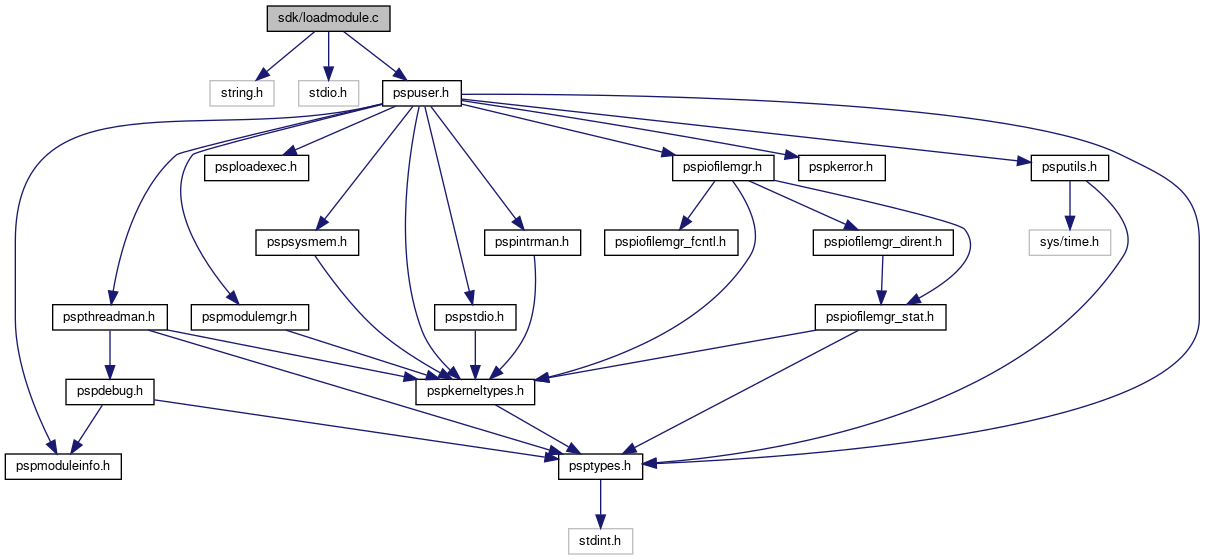 sdk/loadmodule.c
string.h
stdio.h
pspuser.h
psploadexec.h
pspiofilemgr.h
pspkerror.h
psputils.h
pspsysmem.h
pspintrman.h
pspiofilemgr_fcntl.h
pspiofilemgr_dirent.h
sys/time.h
pspthreadman.h
pspmodulemgr.h
pspstdio.h
pspiofilemgr_stat.h
pspdebug.h
pspkerneltypes.h
pspmoduleinfo.h
psptypes.h
stdint.h